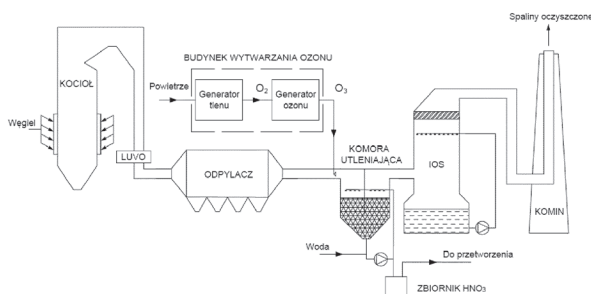 Spaliny oczyszczone
BUDYNEK WYTWARZANIA OZONU
KOCIOŁ
Powietrze
Generator
tlenu
O₂
Generator
ozonu
O₃
Węgiel
LUVO
ODPYLACZ
KOMORA
UTLENIAJĄCA
IOS
KOMIN
Woda
Do przetworzenia
ZBIORNIK HNO₃